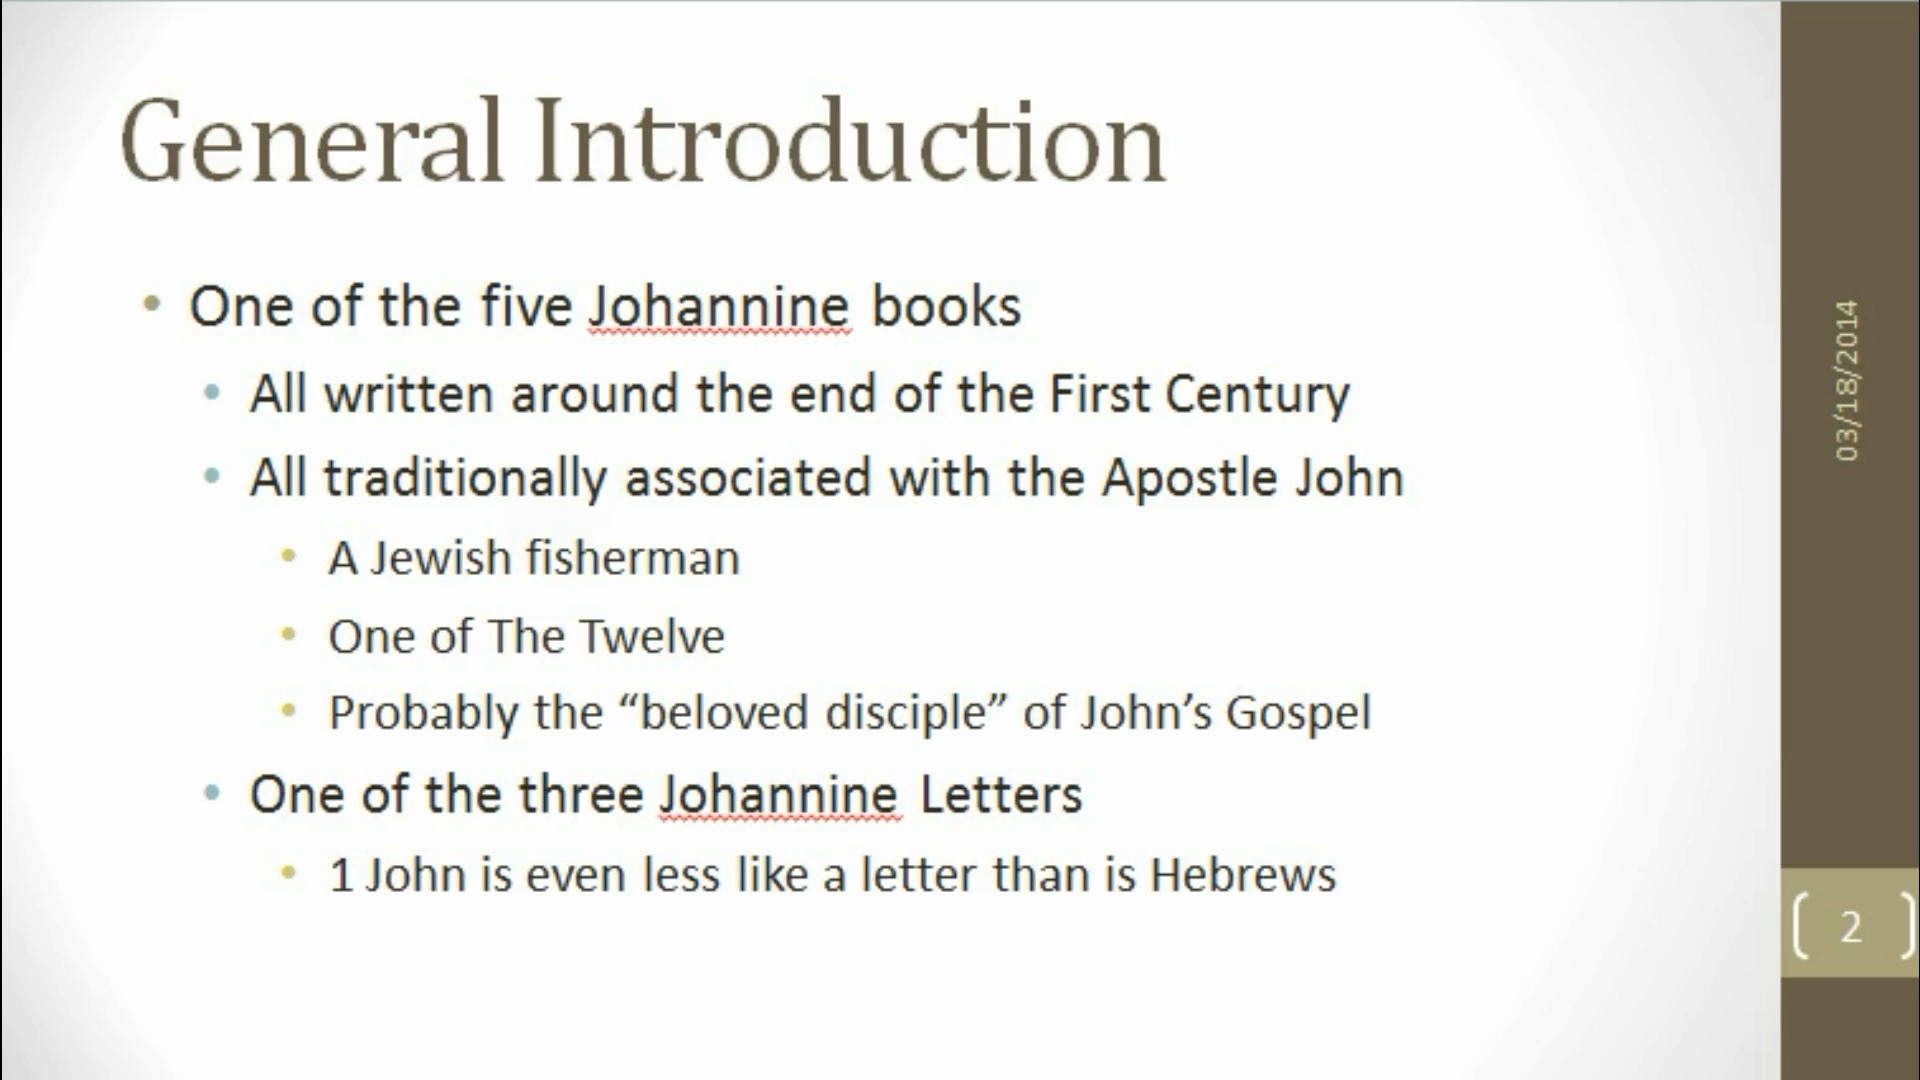 General Introduction
• One of the five Johannine books
• All written around the end of the First Century
• All traditionally associated with the Apostle John
• A Jewish fisherman
• One of The Twelve
• Probably the “beloved disciple” of John’s Gospel
• One of the three Johannine Letters
• 1 John is even less like a letter than is Hebrews
03/18/2014
2